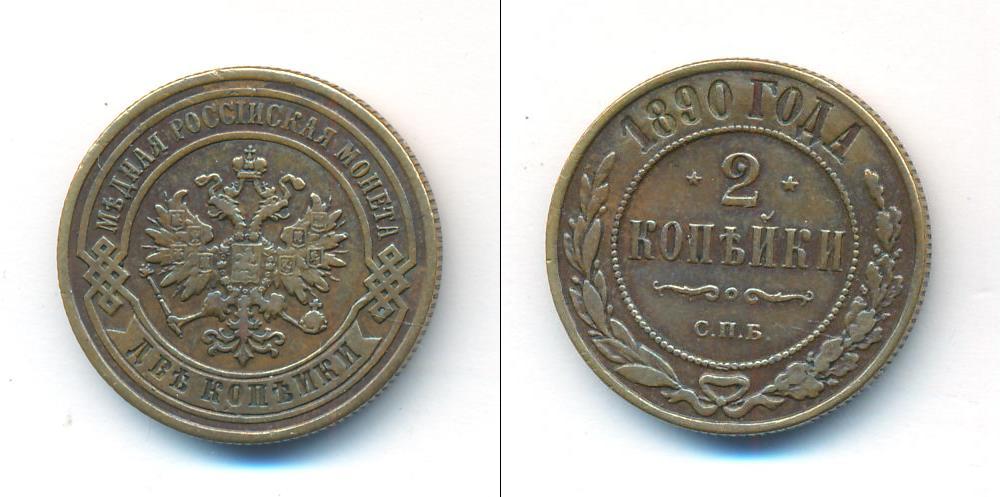 МѢДНАЯ РОССІЙСКАЯ МОНЕТА
ДВѢ КОПѢЙКИ
1890 ГОДА
2
КОПѢЙКИ
С.П.Б